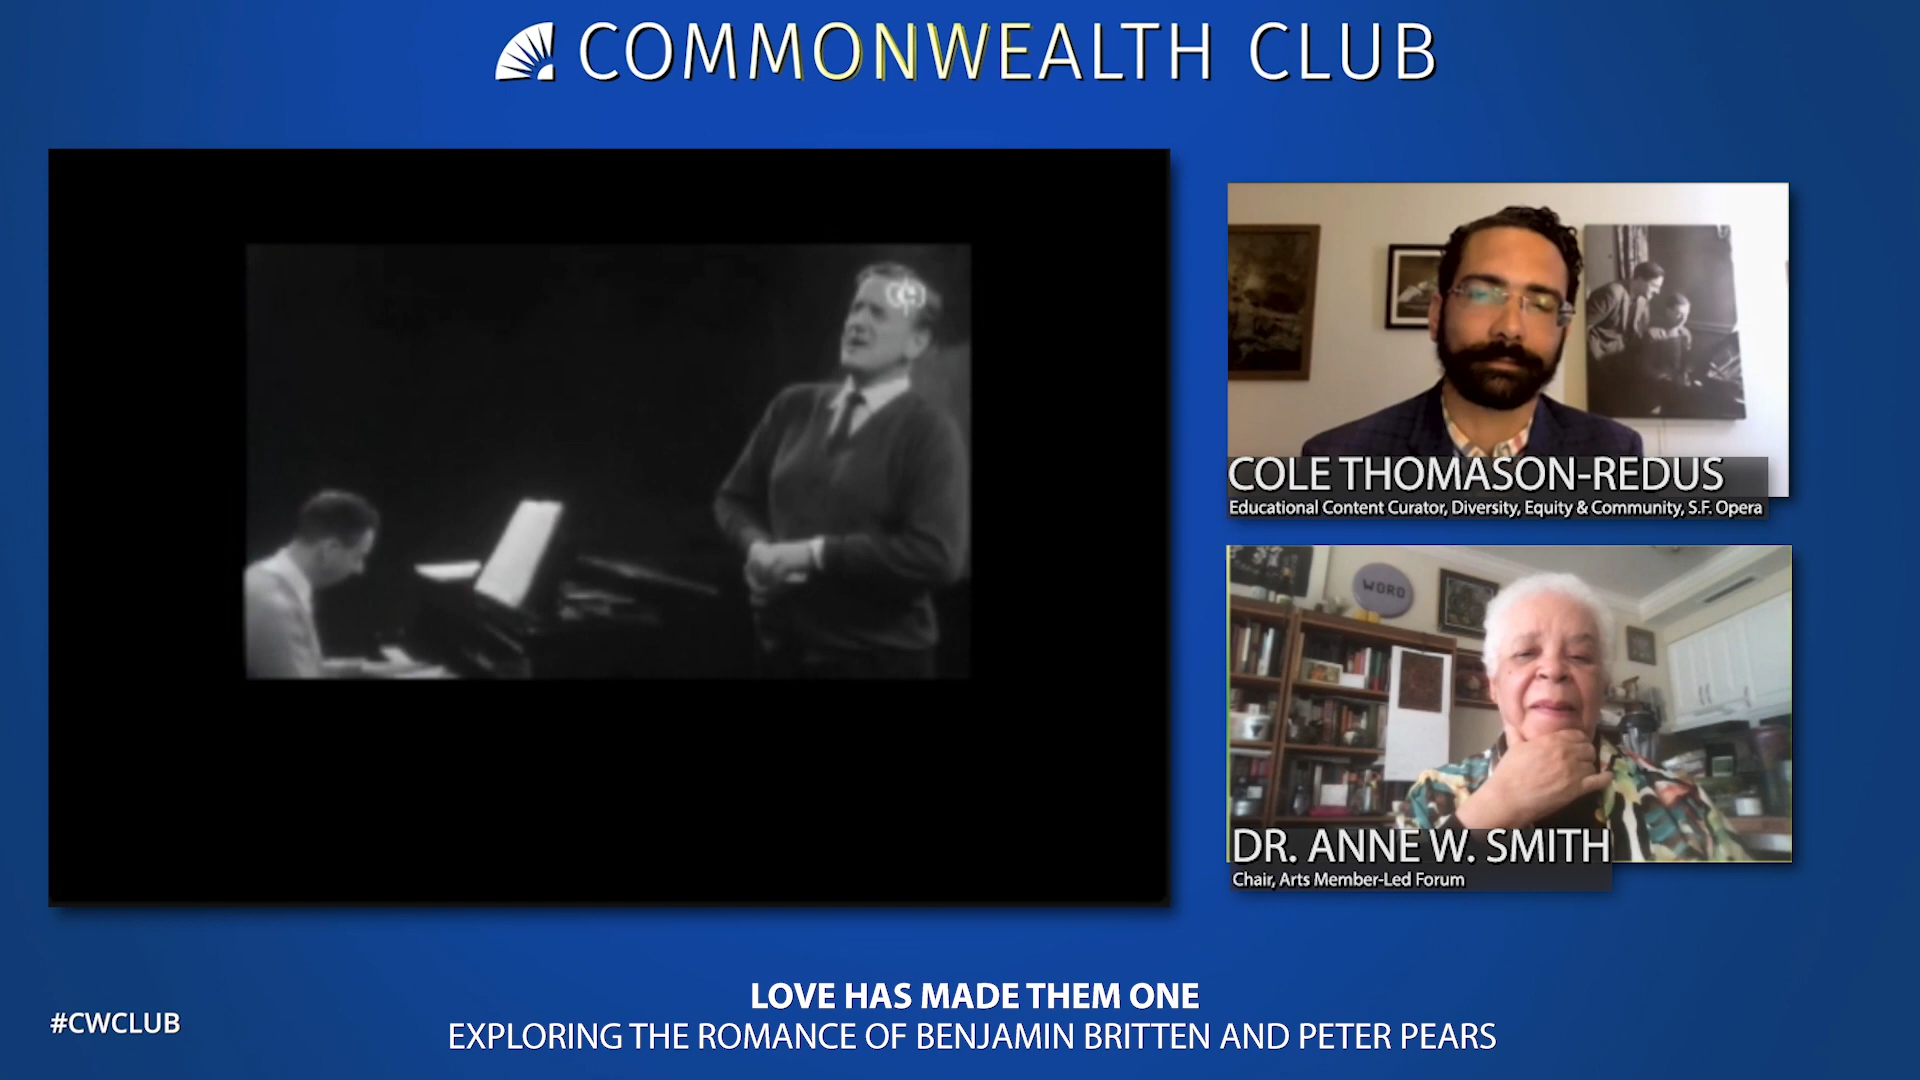 COMMONWEALTH CLUB
COLE THOMASON-REDUS
Educational Content Curator, Diversity, Equity & Community, S.F. Opera
WORD
DR. ANNE W. SMITH
Chair, Arts Member-Led Forum
LOVE HAS MADE THEM ONE
#CWCLUB
EXPLORING THE ROMANCE OF BENJAMIN BRITTEN AND PETER PEARS